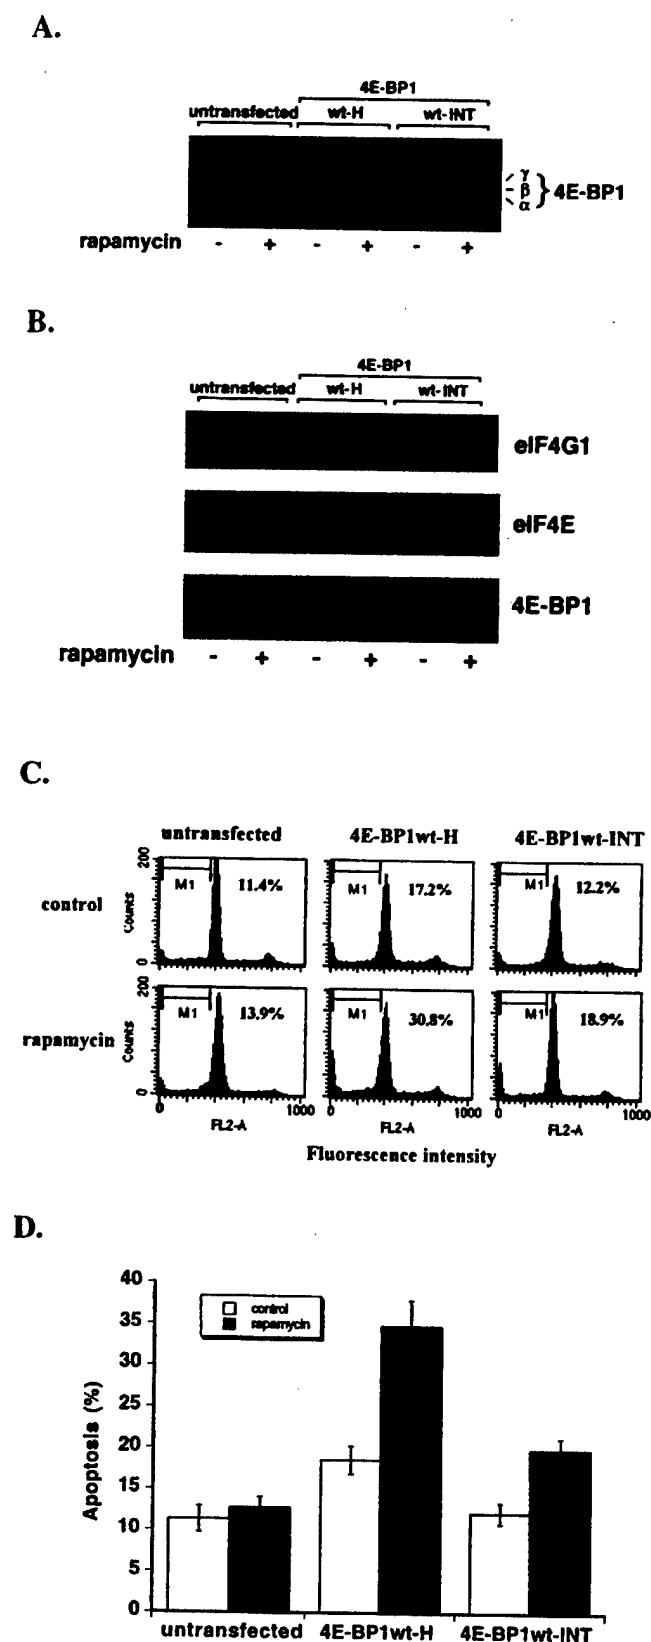 A.
4E-BP1
untransfected wt-H wt-INT
γ
β
α
} 4E-BP1
rapamycin - + - + - +
B.
4E-BP1
untransfected wt-H wt-INT
eIF4G1
eIF4E
4E-BP1
rapamycin - + - + - +
C.
untransfected 4E-BP1wt-H 4E-BP1wt-INT
control
200
Counts
0
M1 11.4%
M1 17.2%
M1 12.2%
rapamycin
200
Counts
0
M1 13.9%
M1 30.8%
M1 18.9%
0 1000 0 1000 0 1000
FL2-A FL2-A FL2-A
Fluorescence intensity
D.
Apoptosis (%)
40
35
30
25
20
15
10
5
0
control
rapamycin
untransfected 4E-BP1wt-H 4E-BP1wt-INT